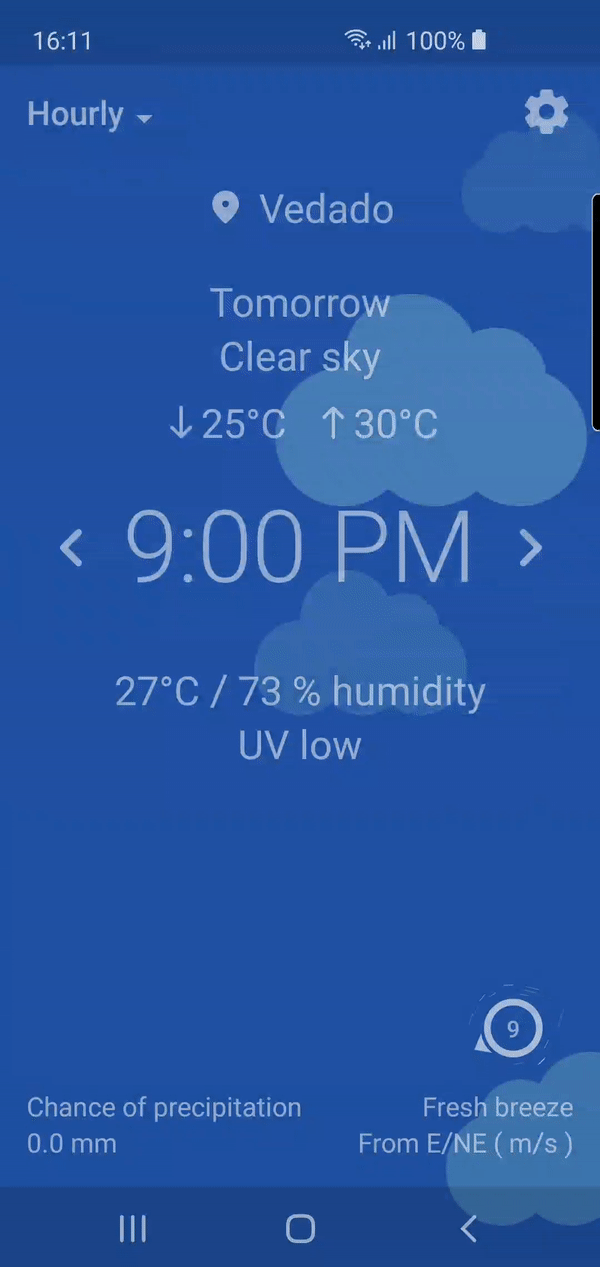 16:11 100%
Hourly
Vedado
Tomorrow
Clear sky
↓25°C ↑30°C
9:00 PM
27°C / 73 % humidity
UV low
9
Chance of precipitation
0.0 mm
Fresh breeze
From E/NE ( m/s )